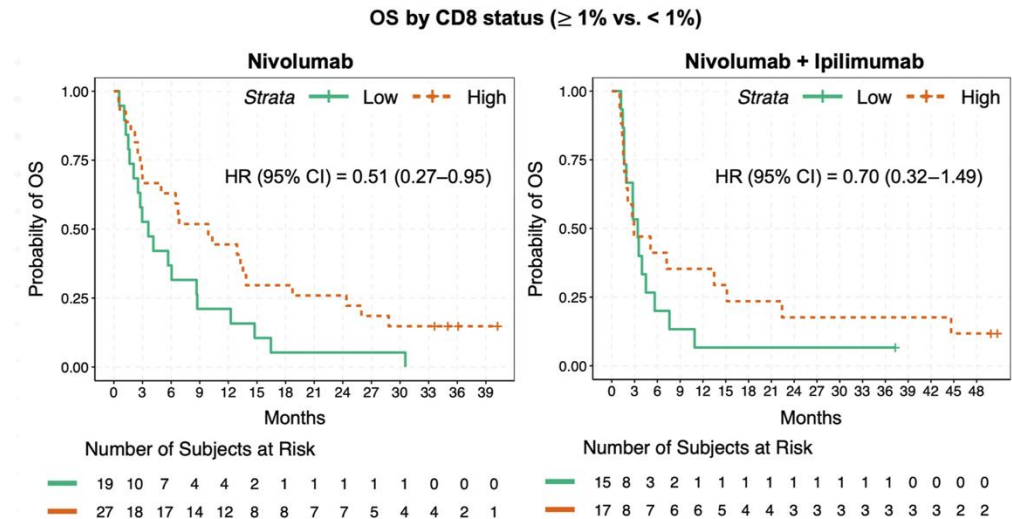 OS by CD8 status (≥ 1% vs. < 1%)
Nivolumab
Strata Low High
HR (95% CI) = 0.51 (0.27–0.95)
Probabilty of OS
1.00
0.75
0.50
0.25
0.00
0 3 6 9 12 15 18 21 24 27 30 33 36 39
Months
Number of Subjects at Risk
19 10 7 4 4 2 1 1 1 1 1 0 0 0
27 18 17 14 12 8 8 7 7 5 4 4 2 1
Nivolumab + Ipilimumab
Strata Low High
HR (95% CI) = 0.70 (0.32–1.49)
Probabilty of OS
1.00
0.75
0.50
0.25
0.00
0 3 6 9 12 15 18 21 24 27 30 33 36 39 42 45 48
Months
Number of Subjects at Risk
15 8 3 2 1 1 1 1 1 1 1 1 1 0 0 0 0
17 8 7 6 6 5 4 4 3 3 3 3 3 3 3 2 2